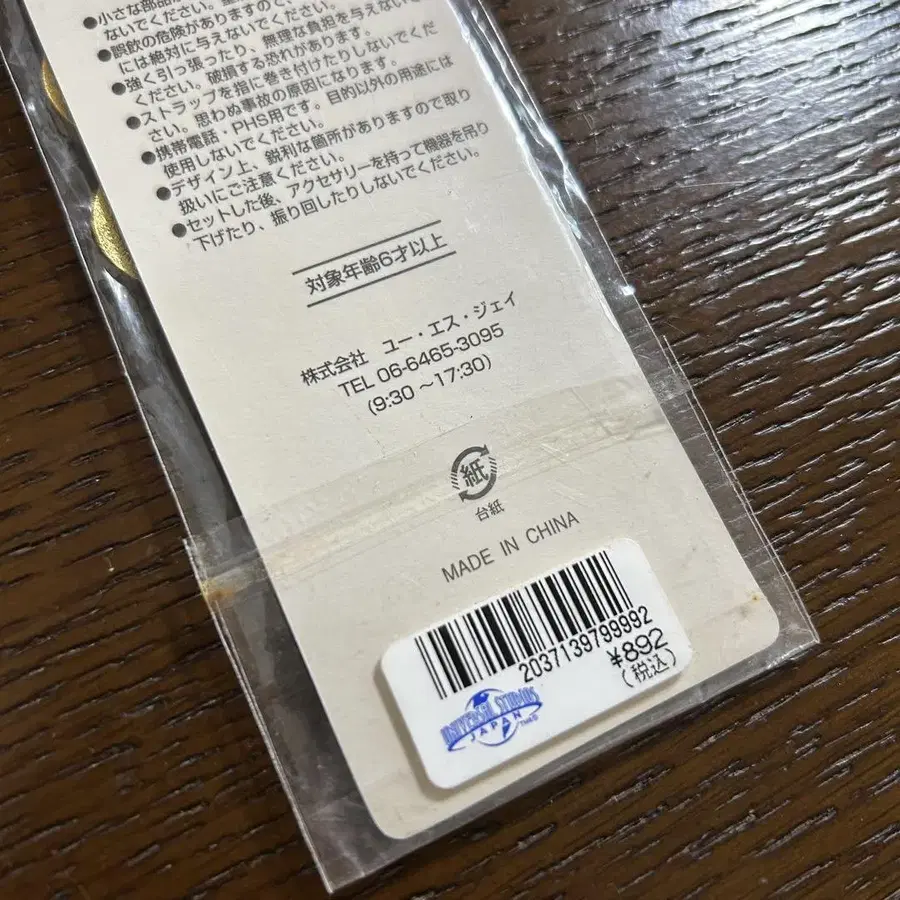 ●小さな部品
ないでください。
●誤飲の危険がありますので、
には絶対に与えないでください。
●強く引っ張ったり、無理な負担を与えない
ください。破損する恐れがあります。
●ストラップを指に巻き付けたりしないでくだ
さい。思わぬ事故の原因になります。
●携帯電話・PHS用です。目的以外の用途には
使用しないでください。
●デザイン上、鋭利な箇所がありますので取り
扱いにご注意ください。
●セットした後、アクセサリーを持って機器を吊り
下げたり、振り回したりしないでください。
対象年齢6才以上
株式会社 ユー・エス・ジェイ
TEL 06-6465-3095
(9:30～17:30)
紙
台紙
MADE IN CHINA
2037139799992
¥892
(税込)
UNIVERSAL STUDIOS
JAPAN